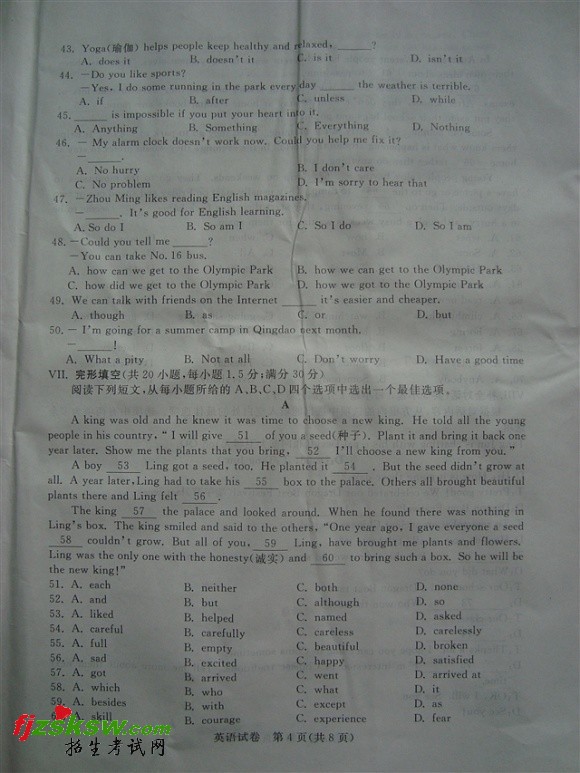 43. Yoga(瑜伽) helps people keep healthy and relaxed, ______?
A. does it B. doesn't it C. is it D. isn't it
44. —Do you like sports?
—Yes, I do some running in the park every day ______ the weather is terrible.
A. if B. after C. unless D. while
45. ______ is impossible if you put your heart into it.
A. Anything B. Something C. Everything D. Nothing
46. — My alarm clock doesn't work now. Could you help me fix it?
— ______.
A. No hurry B. I don't care
C. No problem D. I'm sorry to hear that
47. —Zhou Ming likes reading English magazines.
—______. It's good for English learning.
A. So do I B. So am I C. So I do D. So I am
48. —Could you tell me ______?
—You can take No. 16 bus.
A. how can we get to the Olympic Park B. how we can get to the Olympic Park
C. how did we get to the Olympic Park D. how we got to the Olympic Park
49. We can talk with friends on the Internet ______ it's easier and cheaper.
A. though B. as C. or D. but
50. — I'm going for a summer camp in Qingdao next month.
—______!
A. What a pity B. Not at all C. Don't worry D. Have a good time
VII. 完形填空(共 20 小题,每小题 1.5 分;满分 30 分)
阅读下列短文,从每小题所给的 A、B、C、D 四个选项中选出一个最佳选项。
A
A king was old and he knew it was time to choose a new king. He told all the young
people in his country, "I will give 51 of you a seed(种子). Plant it and bring it back one
year later. Show me the plants that you bring, 52 I'll choose a new king from you."
A boy 53 Ling got a seed, too. He planted it 54 . But the seed didn't grow at
all. A year later, Ling had to take his 55 box to the palace. Others all brought beautiful
plants there and Ling felt 56 .
The king 57 the palace and looked around. When he found there was nothing in
Ling's box. The king smiled and said to the others, "One year ago, I gave everyone a seed
58 couldn't grow. But all of you, 59 Ling, have brought me plants and flowers.
Ling was the only one with the honesty(诚实) and 60 to bring such a box. So he will be
the new king!"
51. A. each B. neither C. both D. none
52. A. and B. but C. although D. so
53. A. liked B. helped C. named D. asked
54. A. careful B. carefully C. careless D. carelessly
55. A. full B. empty C. beautiful D. broken
56. A. sad B. excited C. happy D. satisfied
57. A. got B. arrived C. went D. arrived at
58. A. which B. who C. what D. it
59. A. besides B. with C. except D. as
A. skill B. courage C. experience D. fear
英语试卷 第 4 页(共 8 页)
fjzsksw.com
招生考试网